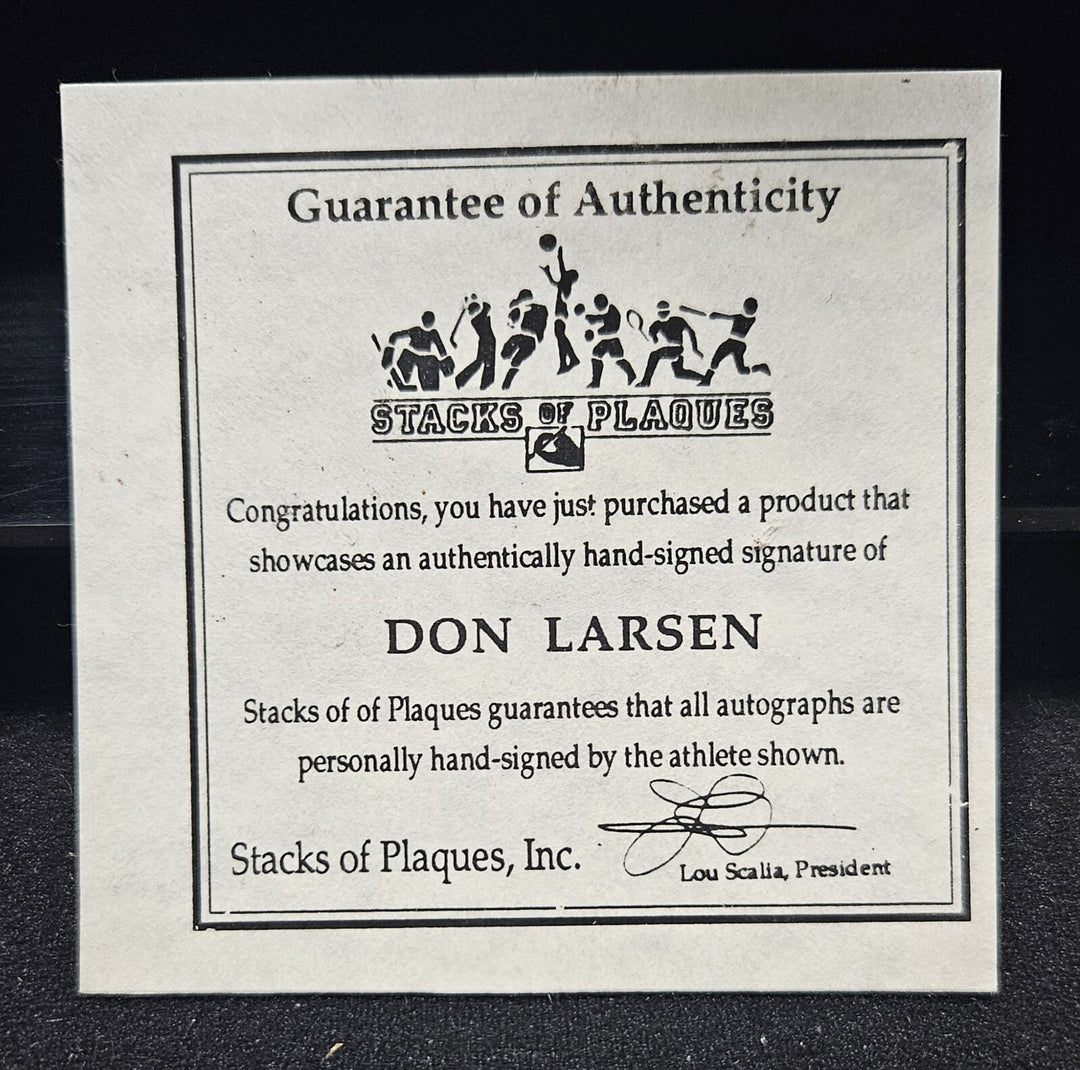 Guarantee of Authenticity
STACKS OF PLAQUES
Congratulations, you have just purchased a product that
showcases an authentically hand-signed signature of
DON LARSEN
Stacks of of Plaques guarantees that all autographs are
personally hand-signed by the athlete shown.
Stacks of Plaques, Inc.
Lou Scalia, President